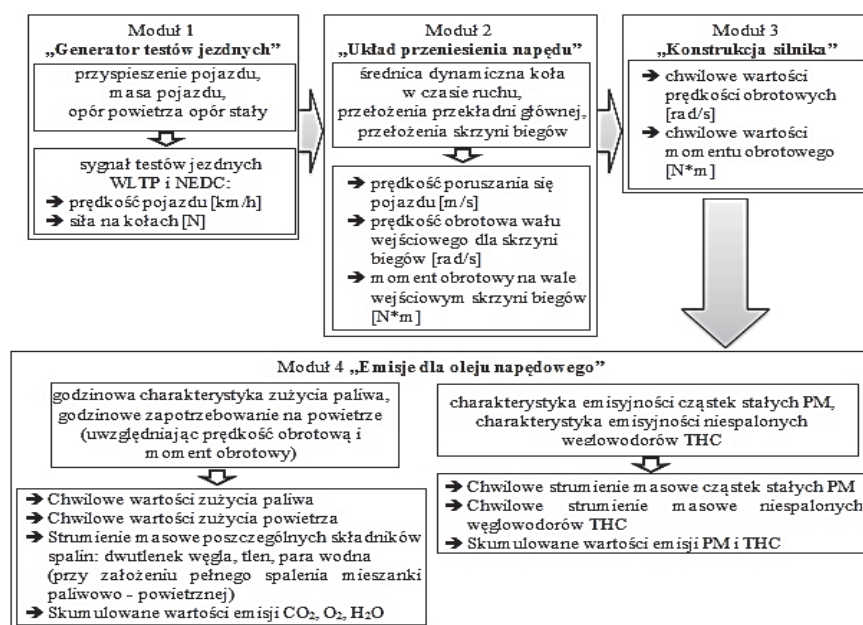 Moduł 1
„Generator testów jezdnych”
przyspieszenie pojazdu,
masa pojazdu,
opór powietrza opór stały
sygnał testów jezdnych
WLTP i NEDC:
➔ prędkość pojazdu [km/h]
➔ siła na kołach [N]
Moduł 2
„Układ przeniesienia napędu”
średnica dynamiczna koła
w czasie ruchu,
przełożenia przekładni głównej,
przełożenia skrzyni biegów
➔ prędkość poruszania się
pojazdu [m/s]
➔ prędkość obrotowa wału
wejściowego dla skrzyni
biegów [rad/s]
➔ moment obrotowy na wale
wejściowym skrzyni biegów
[N*m]
Moduł 3
„Konstrukcja silnika”
➔ chwilowe wartości
prędkości obrotowych
[rad/s]
➔ chwilowe wartości
momentu obrotowego
[N*m]
Moduł 4 „Emisje dla oleju napędowego”
godzinowa charakterystyka zużycia paliwa,
godzinowe zapotrzebowanie na powietrze
(uwzględniając prędkość obrotową i
moment obrotowy)
➔ Chwilowe wartości zużycia paliwa
➔ Chwilowe wartości zużycia powietrza
➔ Strumienie masowe poszczególnych składników
spalin: dwutlenek węgla, tlen, para wodna
(przy założeniu pełnego spalenia mieszanki
paliwowo - powietrznej)
➔ Skumulowane wartości emisji CO₂, O₂, H₂O
charakterystyka emisyjności cząstek stałych PM,
charakterystyka emisyjności niespalonych
węglowodorów THC
➔ Chwilowe strumienie masowe cząstek stałych PM
➔ Chwilowe strumienie masowe niespalonych
węglowodorów THC
➔ Skumulowane wartości emisji PM i THC